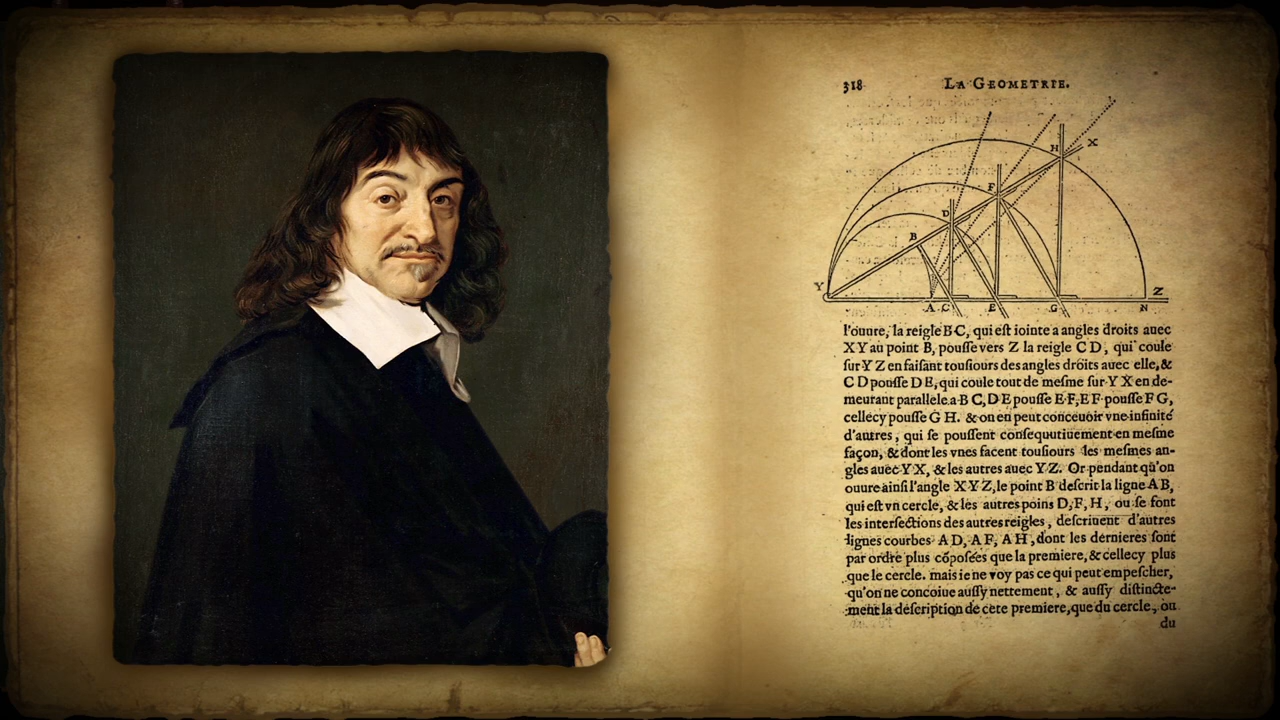 318 LA GEOMETRIE.
H X
F
D
B
Y Z
A C E G N
l'ouure, la reigle B C, qui eſt iointe a angles droits auec
X Y au point B, pouſſe vers Z la reigle C D, qui coule
ſur Y Z en faiſant touſiours des angles droits auec elle, &
C D pouſſe D E, qui coule tout de meſme ſur Y X en de-
meurant parallele a B C, D E pouſſe E F, E F pouſſe F G,
cellecy pouſſe G H. & on en peut conceuoir vne infinité
d'autres, qui ſe pouſſent conſequutiuement en meſme
façon, & dont les vnes facent touſiours les meſmes an-
gles auec Y X, & les autres auec Y Z. Or pendant qu'on
ouure ainſi l'angle X Y Z, le point B deſcrit la ligne A B,
qui eſt vn cercle, & les autres poins D, F, H, ou ſe font
les interſections des autres reigles, deſcriuent d'autres
lignes courbes A D, A F, A H, dont les dernieres ſont
par ordre plus cõpoſées que la premiere, & cellecy plus
que le cercle. mais ie ne voy pas ce qui peut empeſcher,
qu'on ne concoiue auſſy nettement, & auſſy diſtincte-
ment la deſcription de cete premiere, que du cercle, ou
du